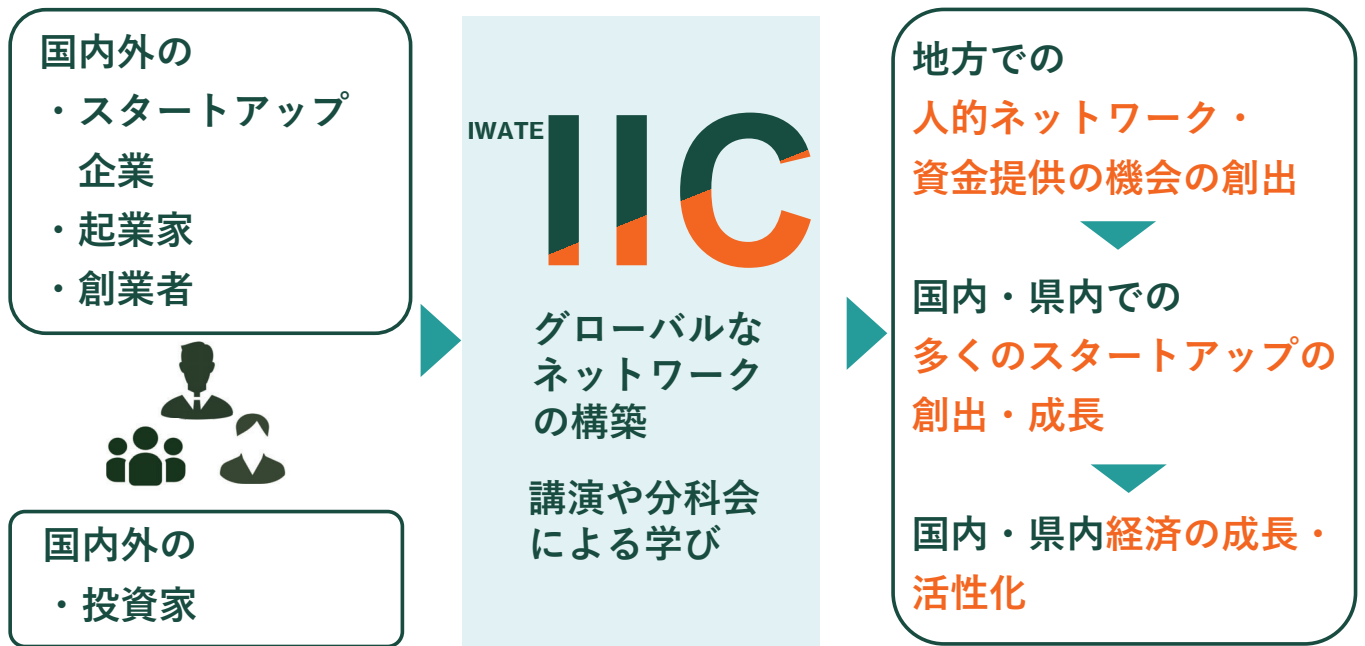 国内外の
・スタートアップ
企業
・起業家
・創業者
国内外の
・投資家
IWATE
IIC
グローバルな
ネットワーク
の構築
講演や分科会
による学び
地方での
人的ネットワーク・
資金提供の機会の創出
国内・県内での
多くのスタートアップの
創出・成長
国内・県内経済の成長・
活性化